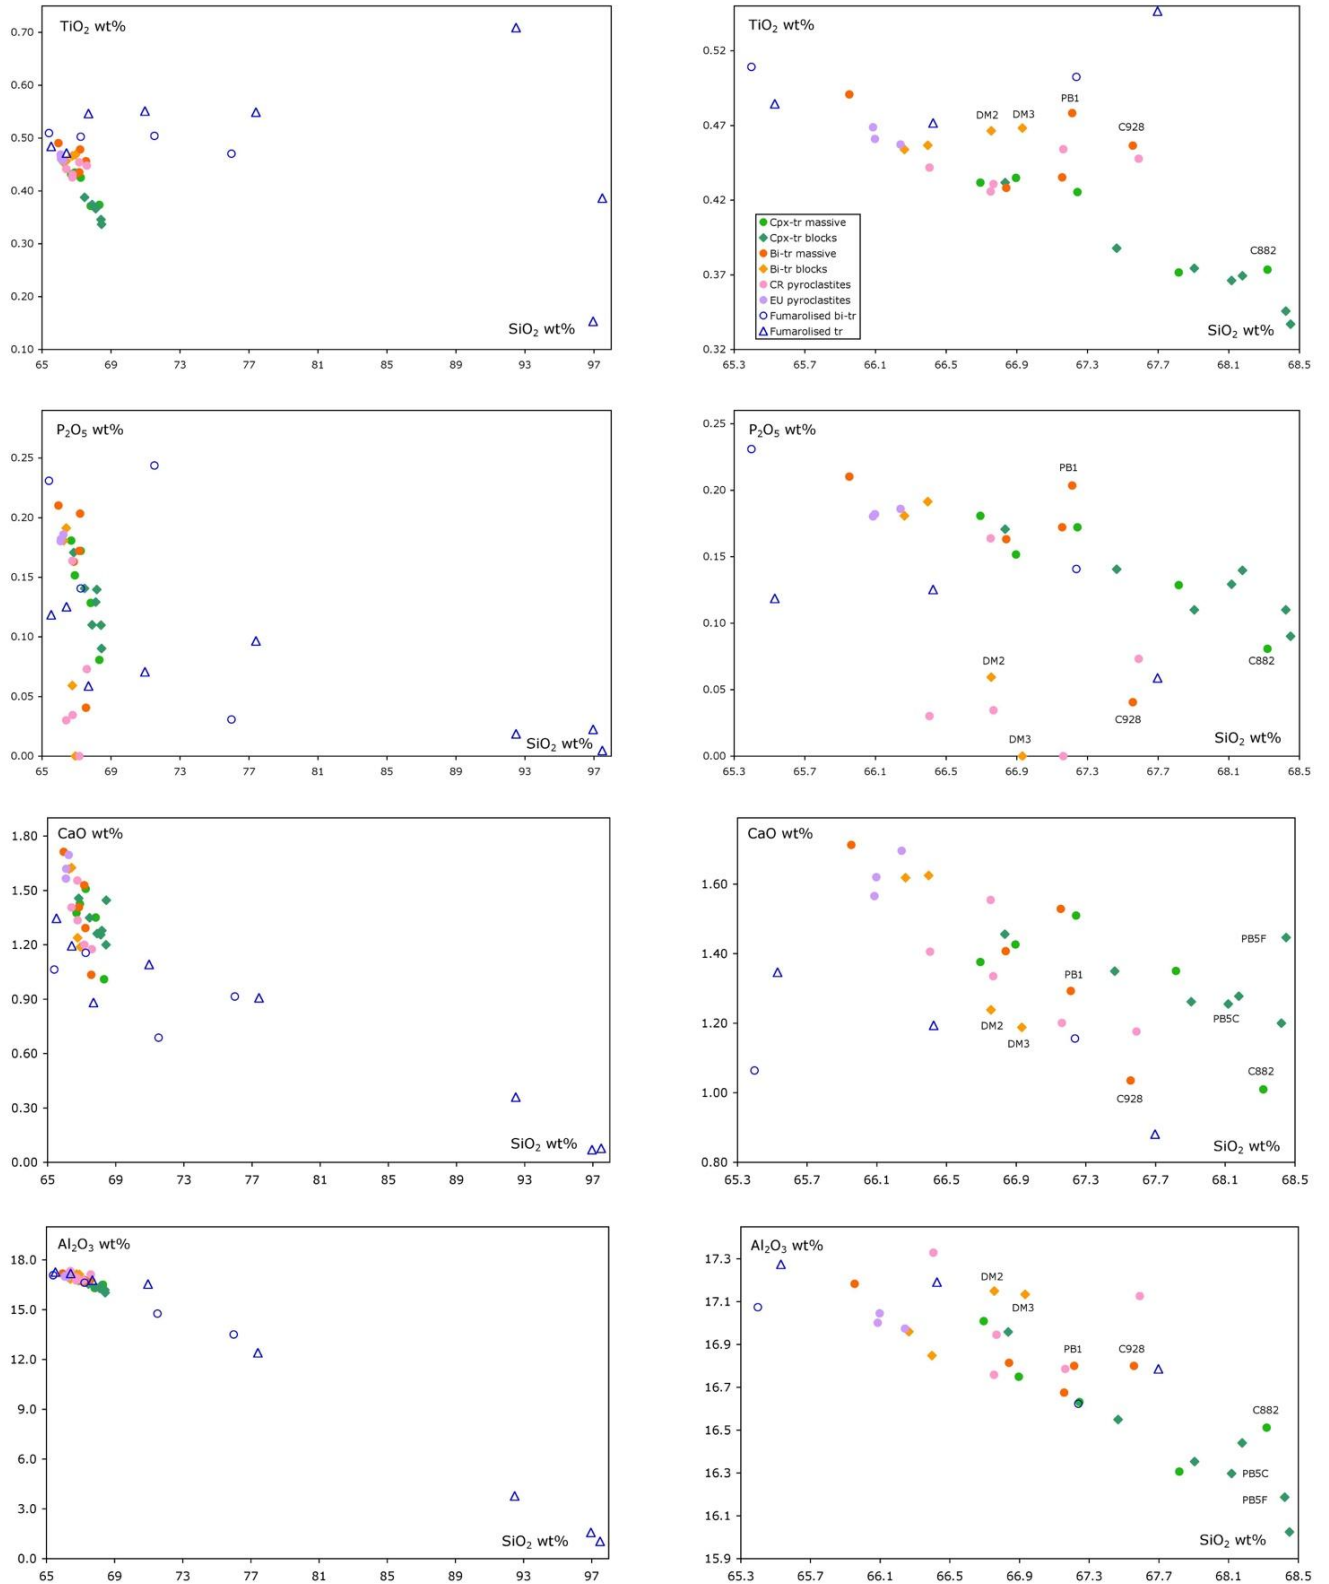 TiO2 wt%
0.70
0.60
0.50
0.40
0.30
0.20
0.10
SiO2 wt%
65 69 73 77 81 85 89 93 97
TiO2 wt%
0.52
0.47
0.42
0.37
0.32
DM2
DM3
PB1
C928
C882
Cpx-tr massive
Cpx-tr blocks
Bi-tr massive
Bi-tr blocks
CR pyroclastites
EU pyroclastites
Fumarolised bi-tr
Fumarolised tr
SiO2 wt%
65.3 65.7 66.1 66.5 66.9 67.3 67.7 68.1 68.5
P2O5 wt%
0.25
0.20
0.15
0.10
0.05
0.00
SiO2 wt%
65 69 73 77 81 85 89 93 97
P2O5 wt%
0.25
0.20
0.15
0.10
0.05
0.00
PB1
DM2
DM3
C928
C882
SiO2 wt%
65.3 65.7 66.1 66.5 66.9 67.3 67.7 68.1 68.5
CaO wt%
1.80
1.50
1.20
0.90
0.60
0.30
0.00
SiO2 wt%
65 69 73 77 81 85 89 93 97
CaO wt%
1.60
1.40
1.20
1.00
0.80
PB5F
PB1
PB5C
DM2
DM3
C882
C928
SiO2 wt%
65.3 65.7 66.1 66.5 66.9 67.3 67.7 68.1 68.5
Al2O3 wt%
18.0
15.0
12.0
9.0
6.0
3.0
0.0
SiO2 wt%
65 69 73 77 81 85 89 93 97
Al2O3 wt%
17.3
17.1
16.9
16.7
16.5
16.3
16.1
15.9
DM2
DM3
PB1
C928
C882
PB5C
PB5F
SiO2 wt%
65.3 65.7 66.1 66.5 66.9 67.3 67.7 68.1 68.5